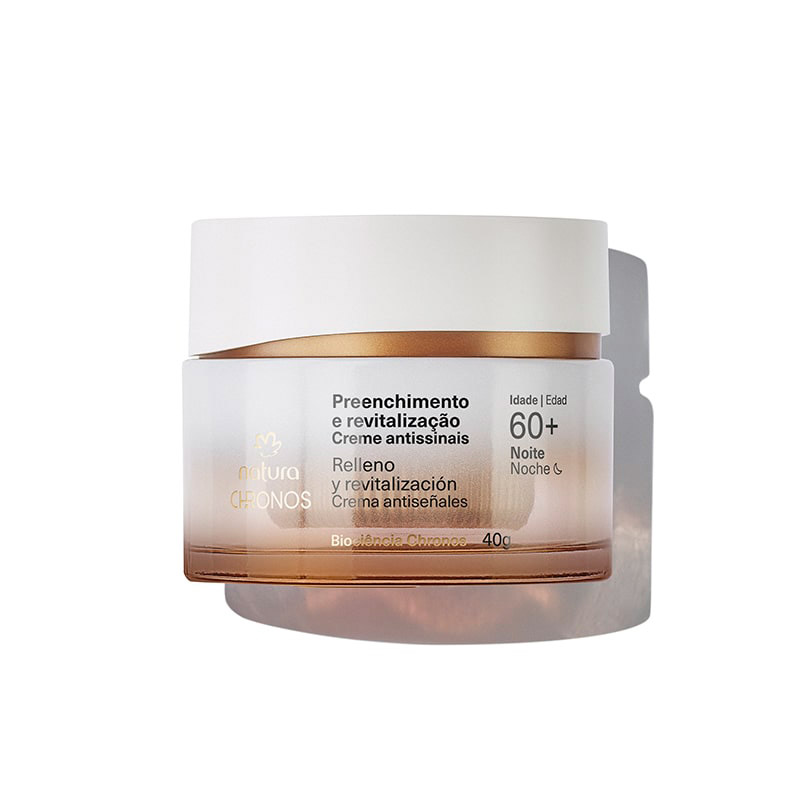 natura
CHRONOS
Preenchimento
e revitalização
Creme antissinais
Relleno
y revitalización
Crema antiseñales
Biociência Chronos
40g
Idade | Edad
60+
Noite
Noche